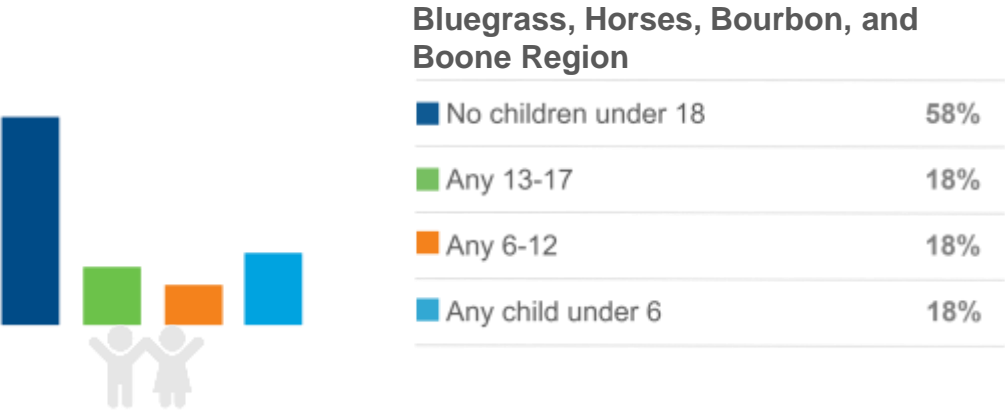 Bluegrass, Horses, Bourbon, and
Boone Region
No children under 18 58%
Any 13-17 18%
Any 6-12 18%
Any child under 6 18%